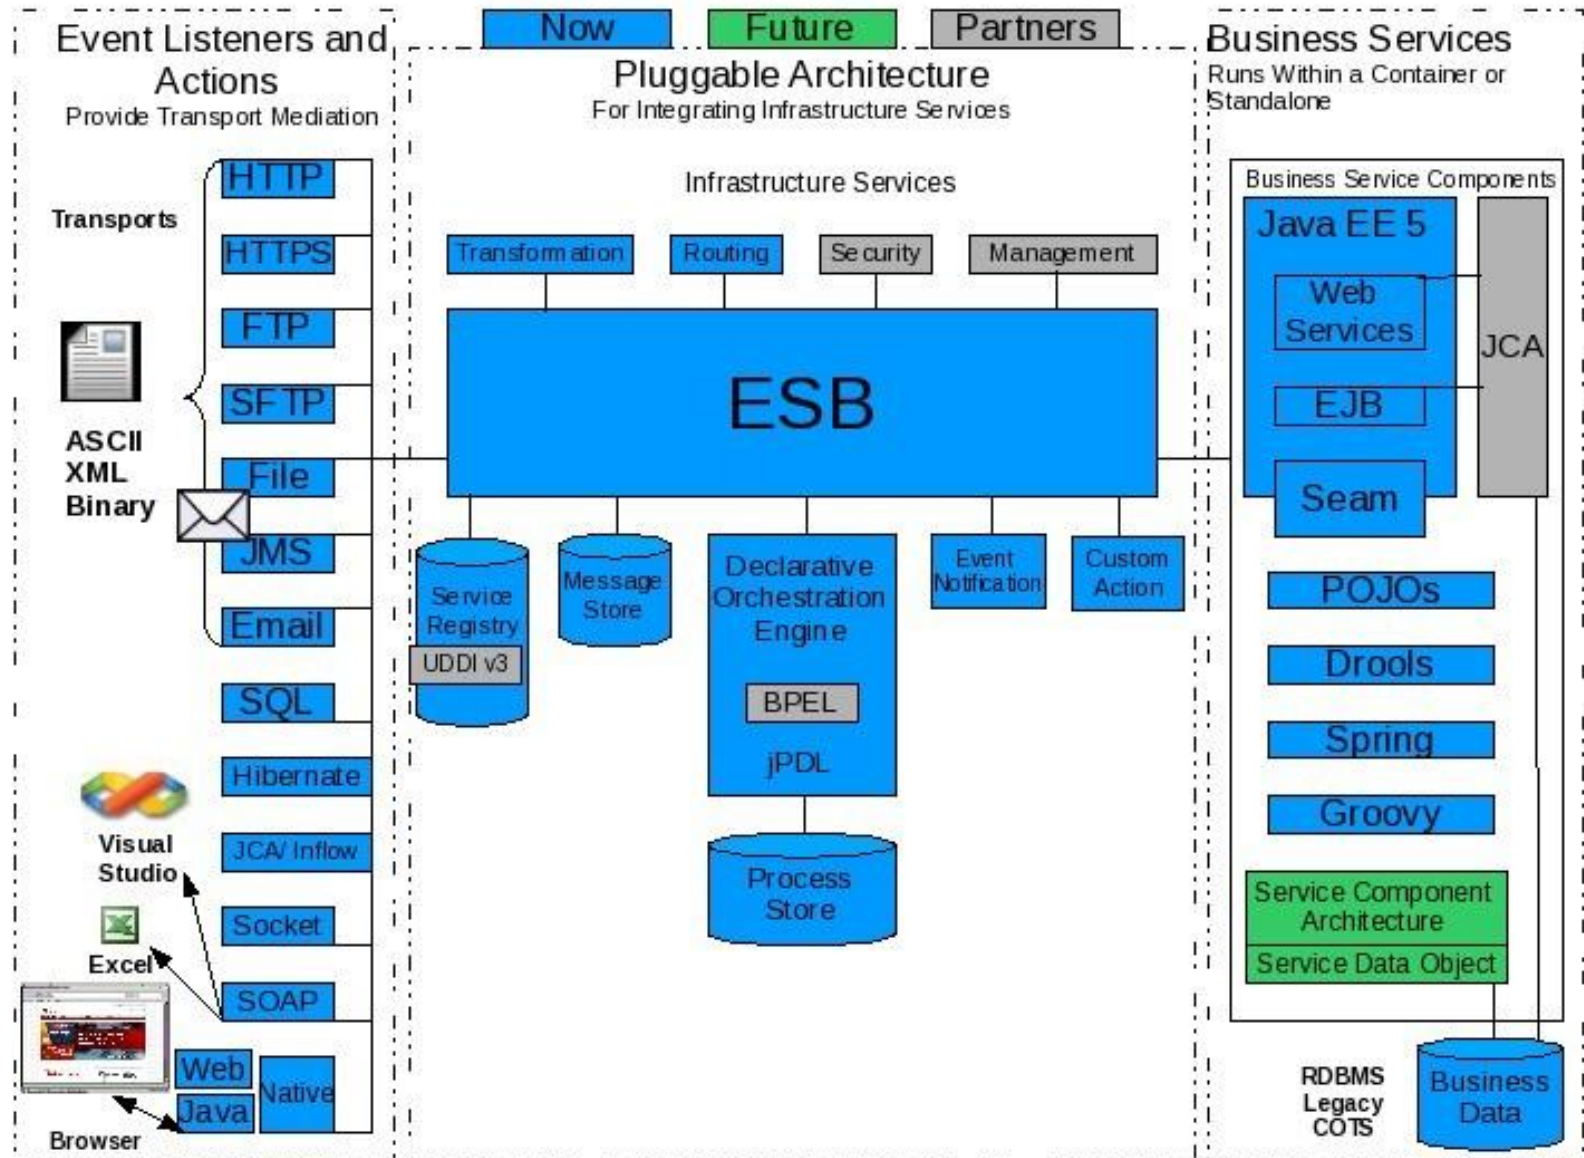 Now
Future
Partners
Event Listeners and
Actions
Provide Transport Mediation
Transports
HTTP
HTTPS
FTP
SFTP
File
JMS
Email
SQL
Hibernate
JCA/ Inflow
Socket
SOAP
Web
Java
Native
ASCII
XML
Binary
Visual
Studio
Excel
Browser
Pluggable Architecture
For Integrating Infrastructure Services
Infrastructure Services
Transformation
Routing
Security
Management
ESB
Service
Registry
UDDI v3
Message
Store
Declarative
Orchestration
Engine
BPEL
jPDL
Process
Store
Event
Notification
Custom
Action
Business Services
Runs Within a Container or
Standalone
Business Service Components
Java EE 5
Web
Services
EJB
Seam
JCA
POJOs
Drools
Spring
Groovy
Service Component
Architecture
Service Data Object
RDBMS
Legacy
COTS
Business
Data